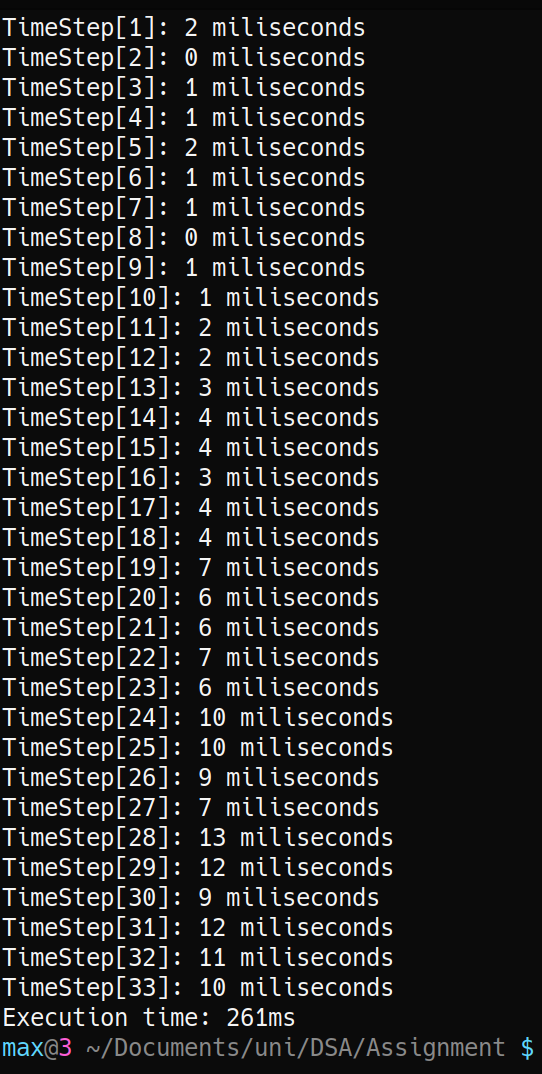 TimeStep[1]: 2 miliseconds
TimeStep[2]: 0 miliseconds
TimeStep[3]: 1 miliseconds
TimeStep[4]: 1 miliseconds
TimeStep[5]: 2 miliseconds
TimeStep[6]: 1 miliseconds
TimeStep[7]: 1 miliseconds
TimeStep[8]: 0 miliseconds
TimeStep[9]: 1 miliseconds
TimeStep[10]: 1 miliseconds
TimeStep[11]: 2 miliseconds
TimeStep[12]: 2 miliseconds
TimeStep[13]: 3 miliseconds
TimeStep[14]: 4 miliseconds
TimeStep[15]: 4 miliseconds
TimeStep[16]: 3 miliseconds
TimeStep[17]: 4 miliseconds
TimeStep[18]: 4 miliseconds
TimeStep[19]: 7 miliseconds
TimeStep[20]: 6 miliseconds
TimeStep[21]: 6 miliseconds
TimeStep[22]: 7 miliseconds
TimeStep[23]: 6 miliseconds
TimeStep[24]: 10 miliseconds
TimeStep[25]: 10 miliseconds
TimeStep[26]: 9 miliseconds
TimeStep[27]: 7 miliseconds
TimeStep[28]: 13 miliseconds
TimeStep[29]: 12 miliseconds
TimeStep[30]: 9 miliseconds
TimeStep[31]: 12 miliseconds
TimeStep[32]: 11 miliseconds
TimeStep[33]: 10 miliseconds
Execution time: 261ms
max@3 ~/Documents/uni/DSA/Assignment $